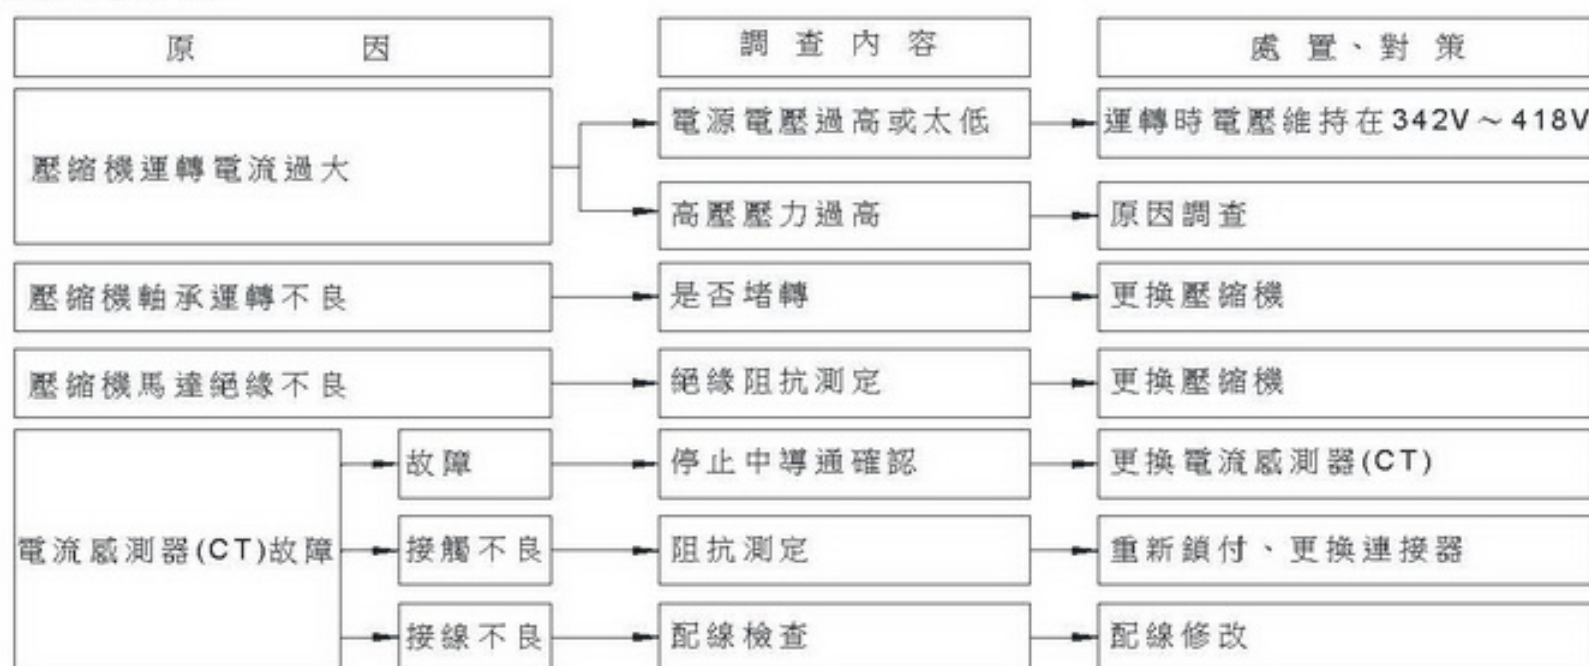 原 因 調 查 內 容 處 置、對 策
壓縮機運轉電流過大
電源電壓過高或太低 運轉時電壓維持在342V～418V
高壓壓力過高 原因調查
壓縮機軸承運轉不良 是否堵轉 更換壓縮機
壓縮機馬達絕緣不良 絕緣阻抗測定 更換壓縮機
電流感測器(CT)故障
故障 停止中導通確認 更換電流感測器(CT)
接觸不良 阻抗測定 重新鎖付、更換連接器
接線不良 配線檢查 配線修改